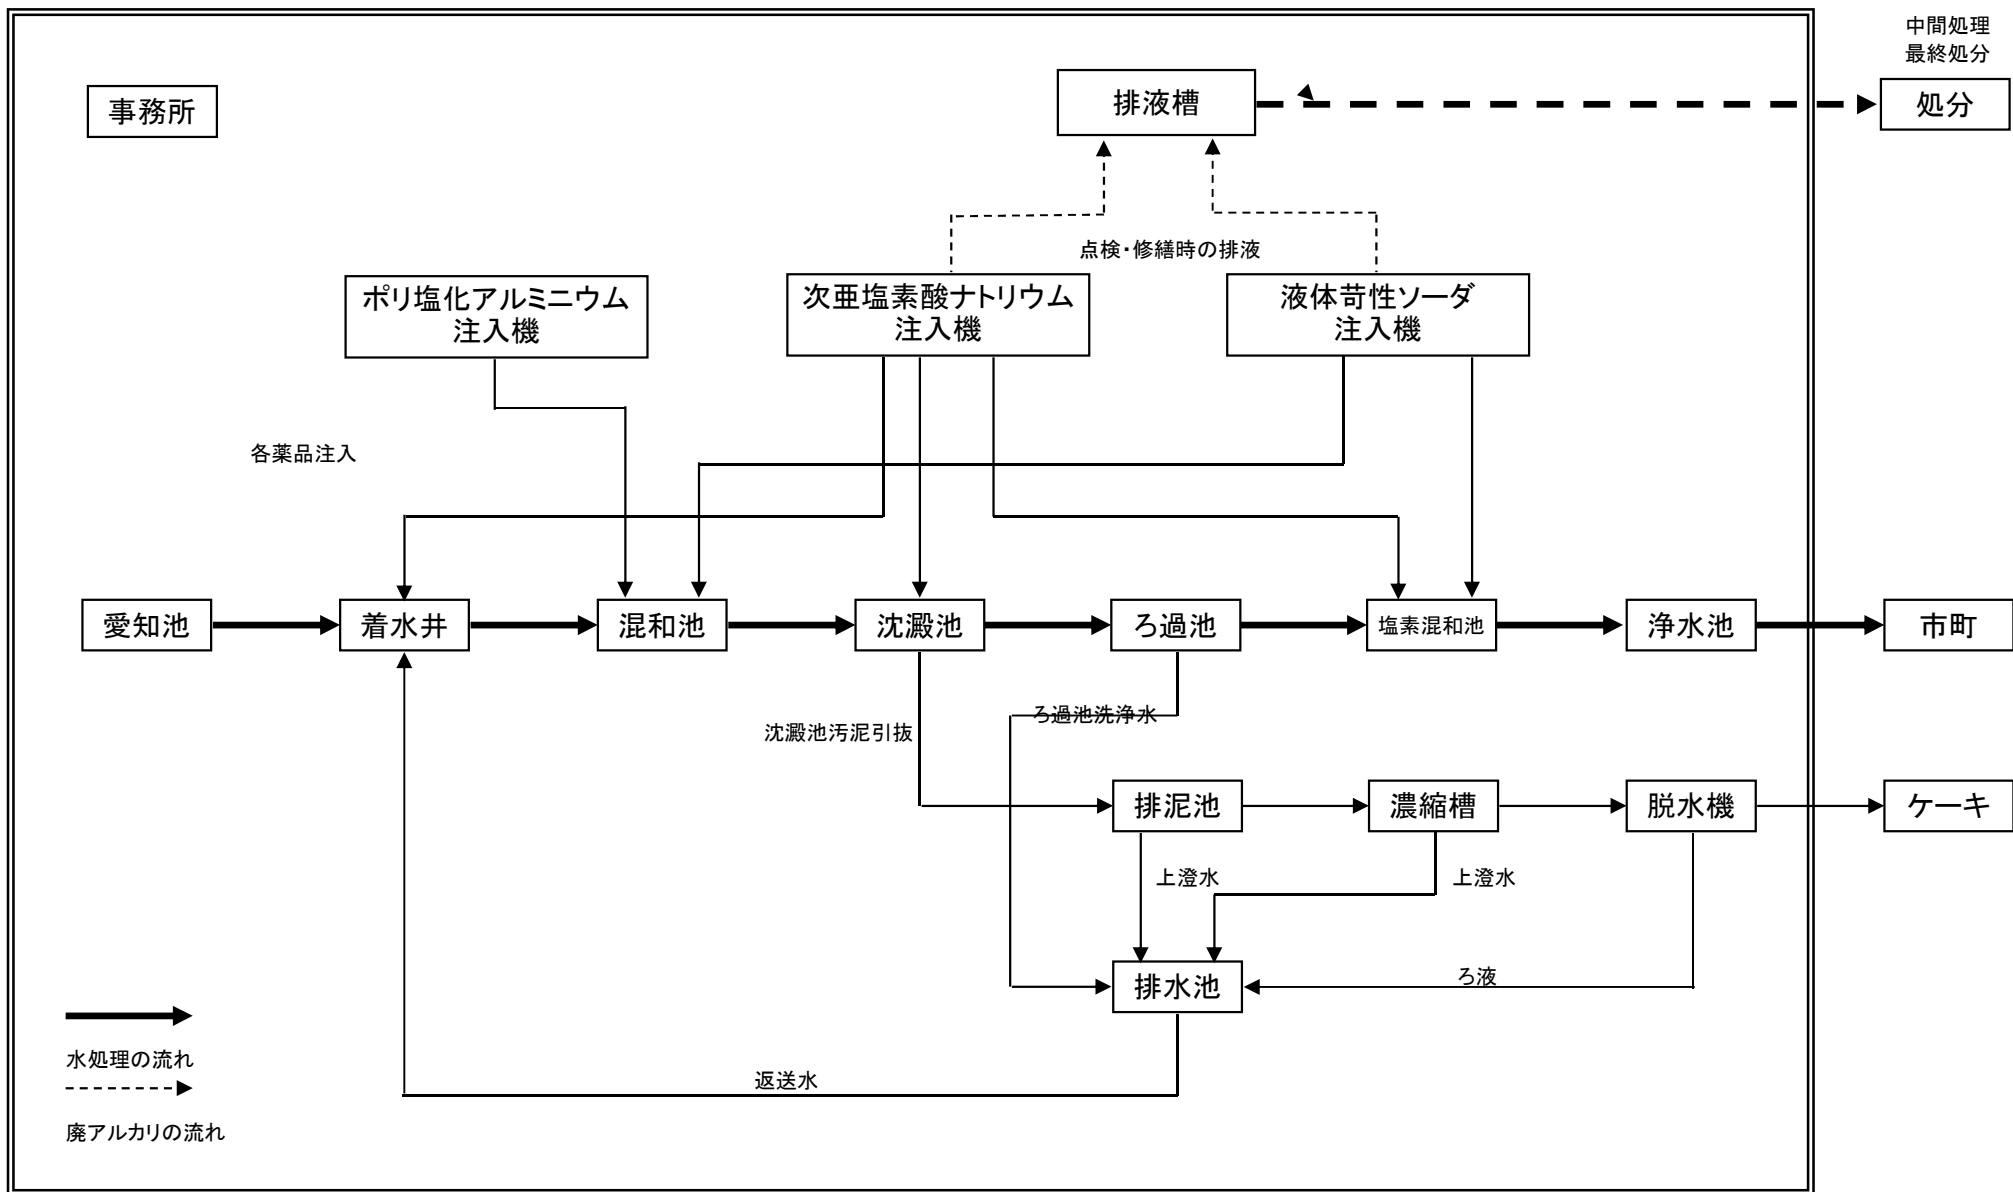 中間処理
最終処分
事務所
排液槽
処分
点検・修繕時の排液
ポリ塩化アルミニウム
注入機
次亜塩素酸ナトリウム
注入機
液体苛性ソーダ
注入機
各薬品注入
愛知池
着水井
混和池
沈澱池
ろ過池
塩素混和池
浄水池
市町
沈澱池汚泥引抜
ろ過池洗浄水
排泥池
濃縮槽
脱水機
ケーキ
上澄水
上澄水
排水池
ろ液
返送水
水処理の流れ
廃アルカリの流れ